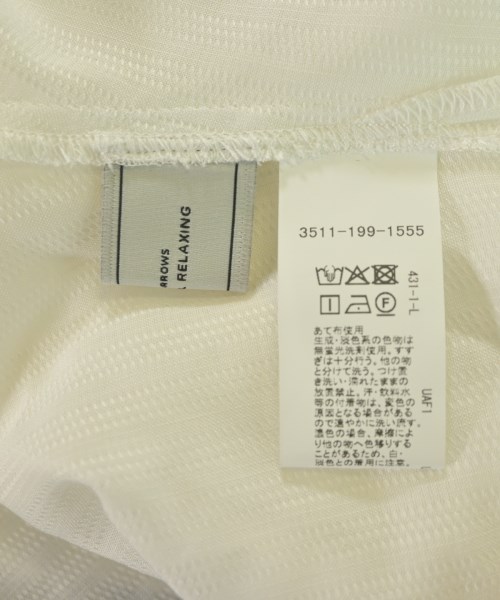 RROWS
RELAXING
3511-199-1555
431-1-L
UAF1
あて布使用
生成・淡色系の色物は
無蛍光洗剤使用。すす
ぎは十分行う。他の物
と分けて洗う。つけ置
き洗い・濡れたままの
放置禁止。汗・飲料水
等の付着物は、変色の
原因となる場合がある
ので速やかに洗い流す。
濃色の場合、摩擦によ
り他の物へ色移りする
ことがあるため、白・
淡色との着用に注意。